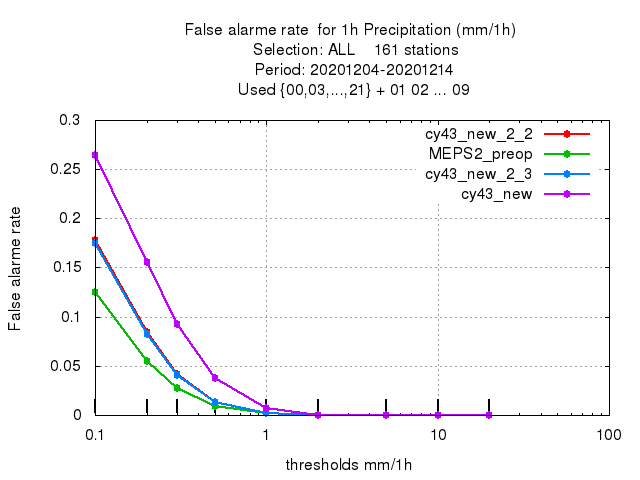 False alarme rate  for 1h Precipitation (mm/1h)
Selection: ALL    161 stations
Period: 20201204-20201214
Used {00,03,...,21} + 01 02 ... 09
cy43_new_2_2
MEPS2_preop
cy43_new_2_3
cy43_new
False alarme rate
0.3
0.25
0.2
0.15
0.1
0.05
0
0.1 1 10 100
thresholds mm/1h